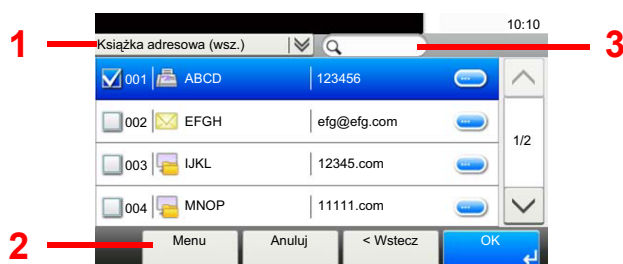 10:10
1 Książka adresowa (wsz.) 3
001 ABCD 123456
002 EFGH efg@efg.com
1/2
003 IJKL 12345.com
004 MNOP 11111.com
2 Menu Anuluj < Wstecz OK